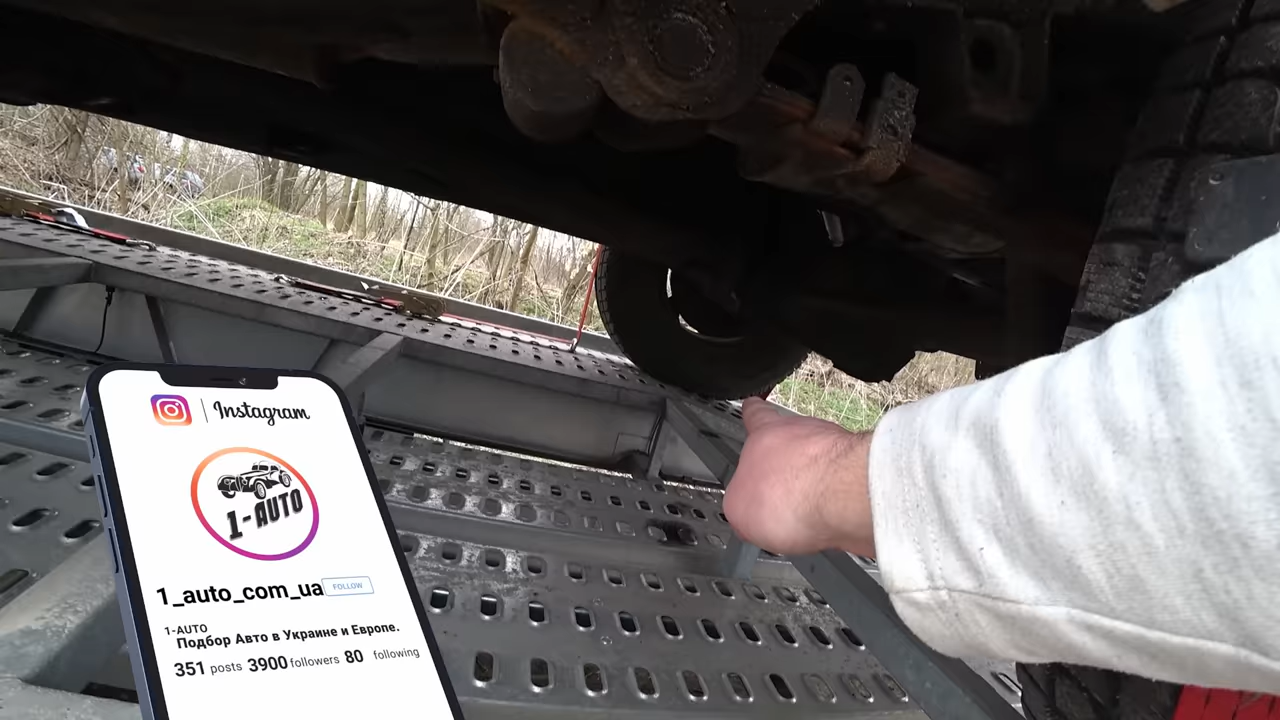 Instagram
1-AUTO
1_auto_com_ua FOLLOW
1-AUTO
Подбор Авто в Украине и Европе.
351 posts 3900 followers 80 following